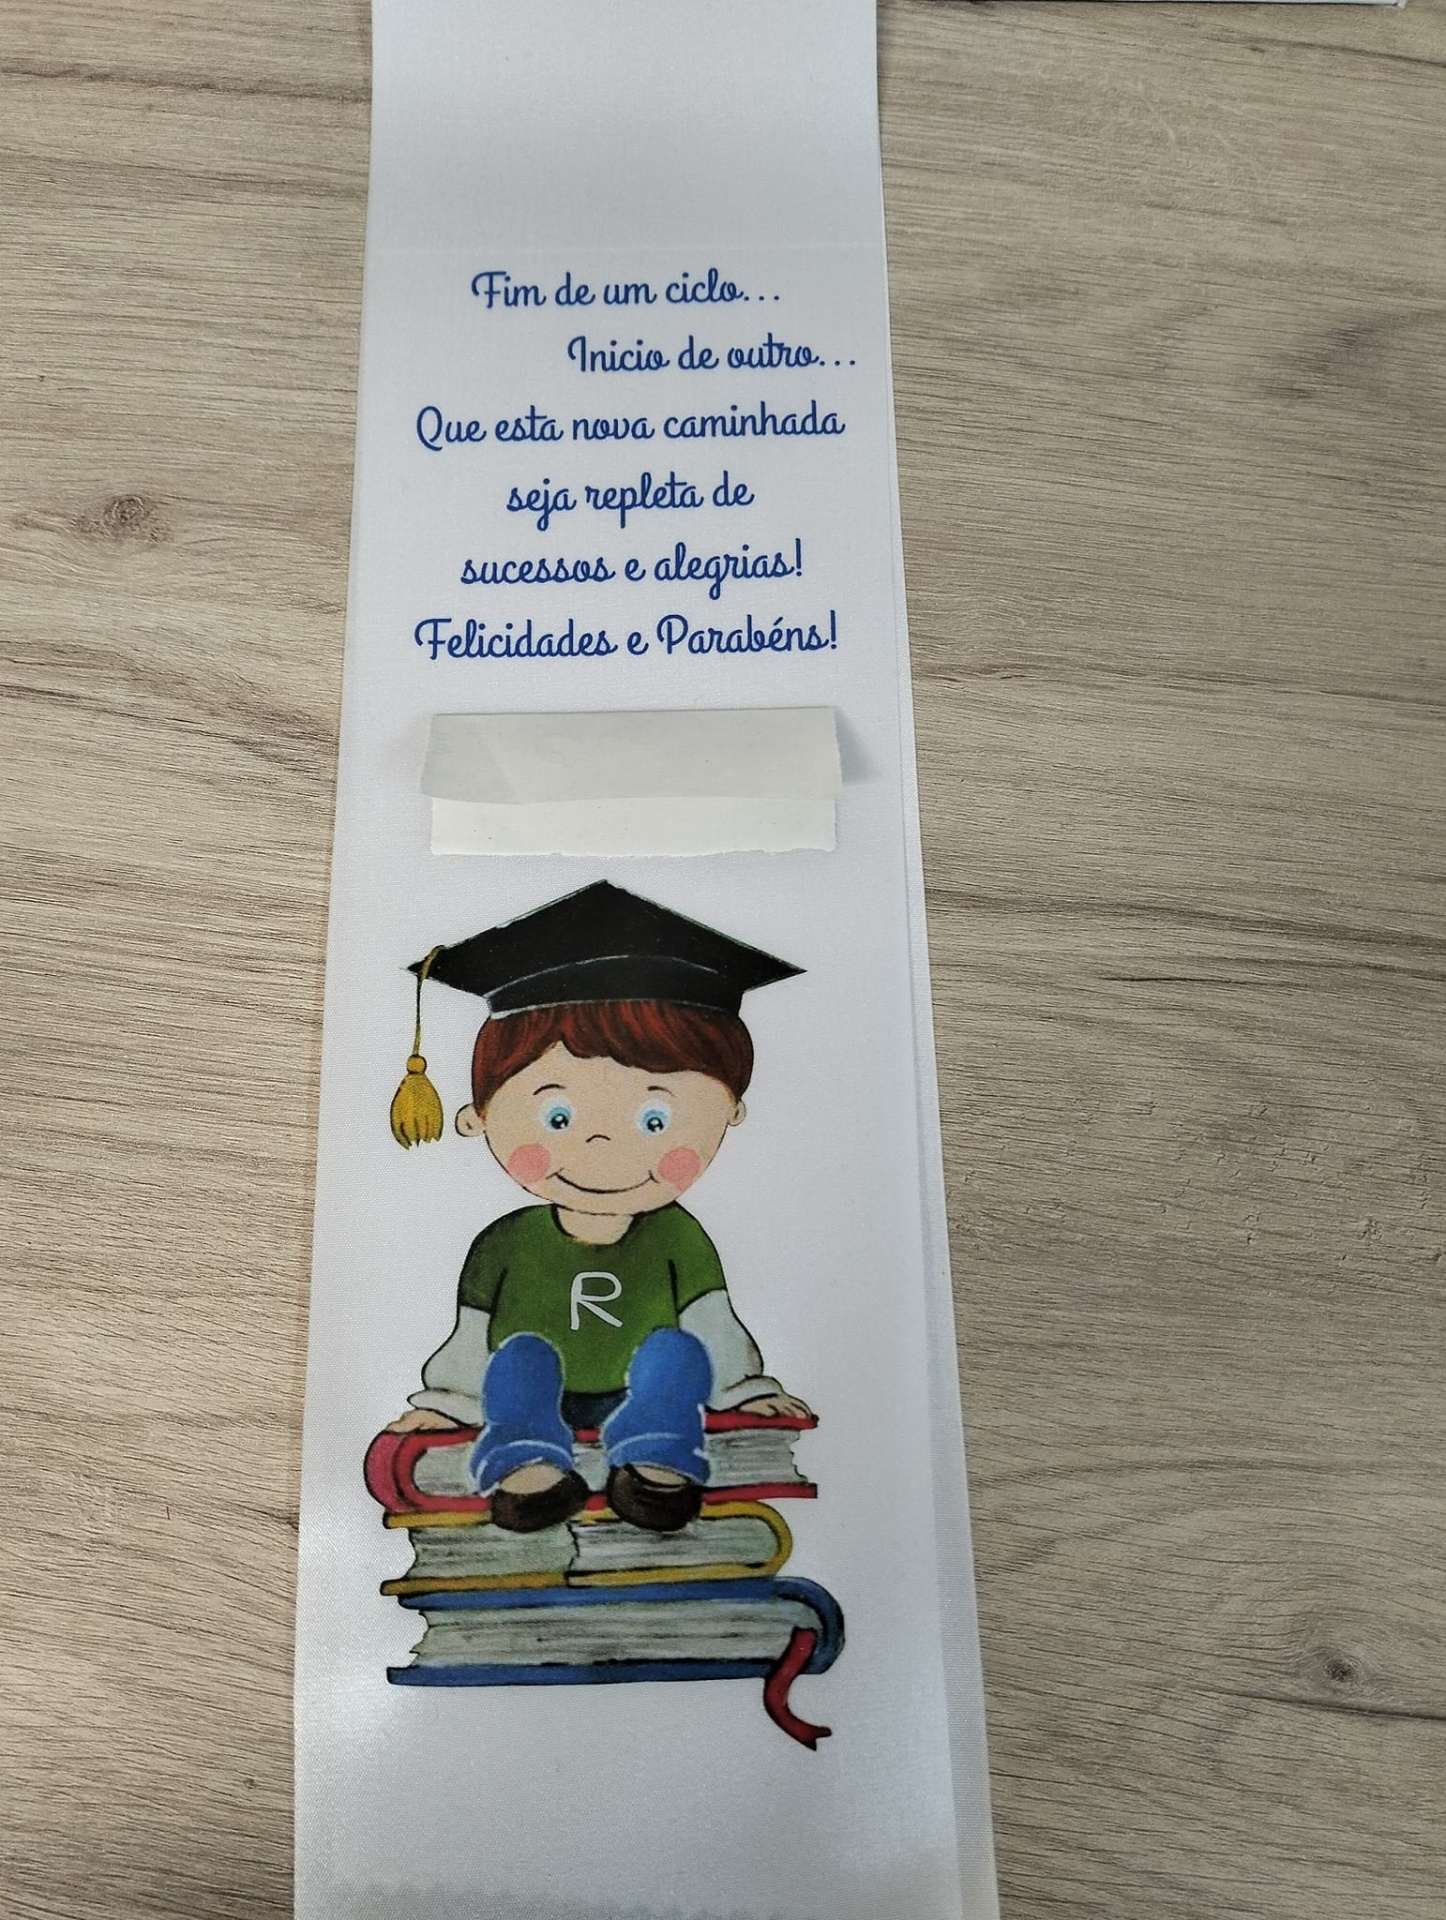 Fim de um ciclo...
Inicio de outro...
Que esta nova caminhada
seja repleta de
sucessos e alegrias!
Felicidades e Parabéns!
R